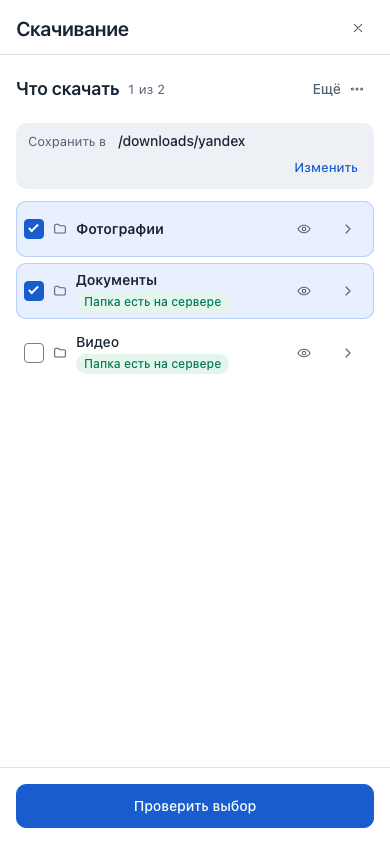 Скачивание
Что скачать 1 из 2 Ещё ···
Сохранить в /downloads/yandex
Изменить
Фотографии
Документы
Папка есть на сервере
Видео
Папка есть на сервере
Проверить выбор